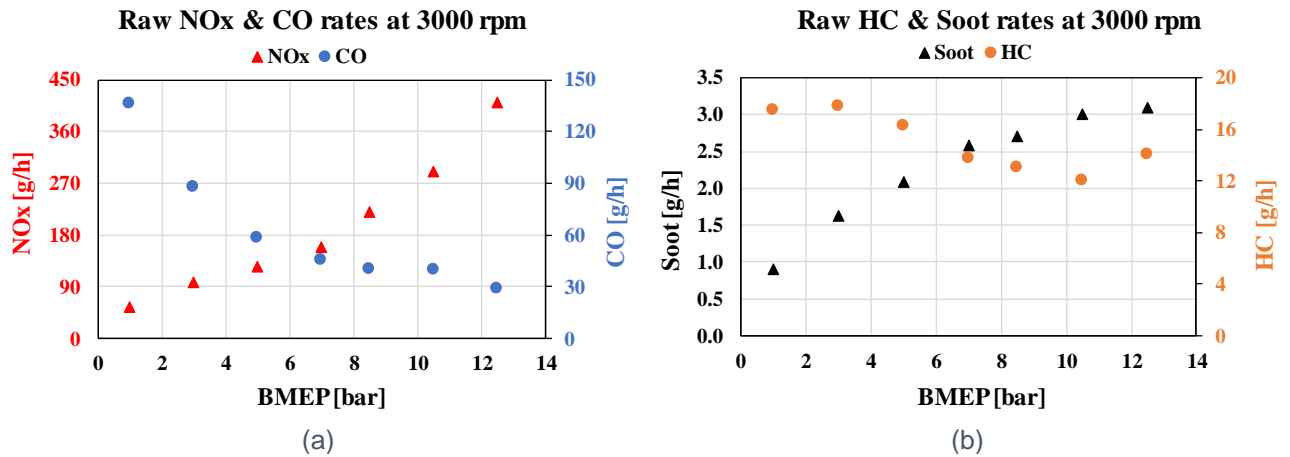 Raw NOx & CO rates at 3000 rpm
NOx CO
450
360
270
180
90
0
150
120
90
60
30
0
NOx [g/h]
CO [g/h]
0 2 4 6 8 10 12 14
BMEP [bar]
(a)
Raw HC & Soot rates at 3000 rpm
Soot HC
3.5
3.0
2.5
2.0
1.5
1.0
0.5
0.0
20
16
12
8
4
0
Soot [g/h]
HC [g/h]
0 2 4 6 8 10 12 14
BMEP [bar]
(b)